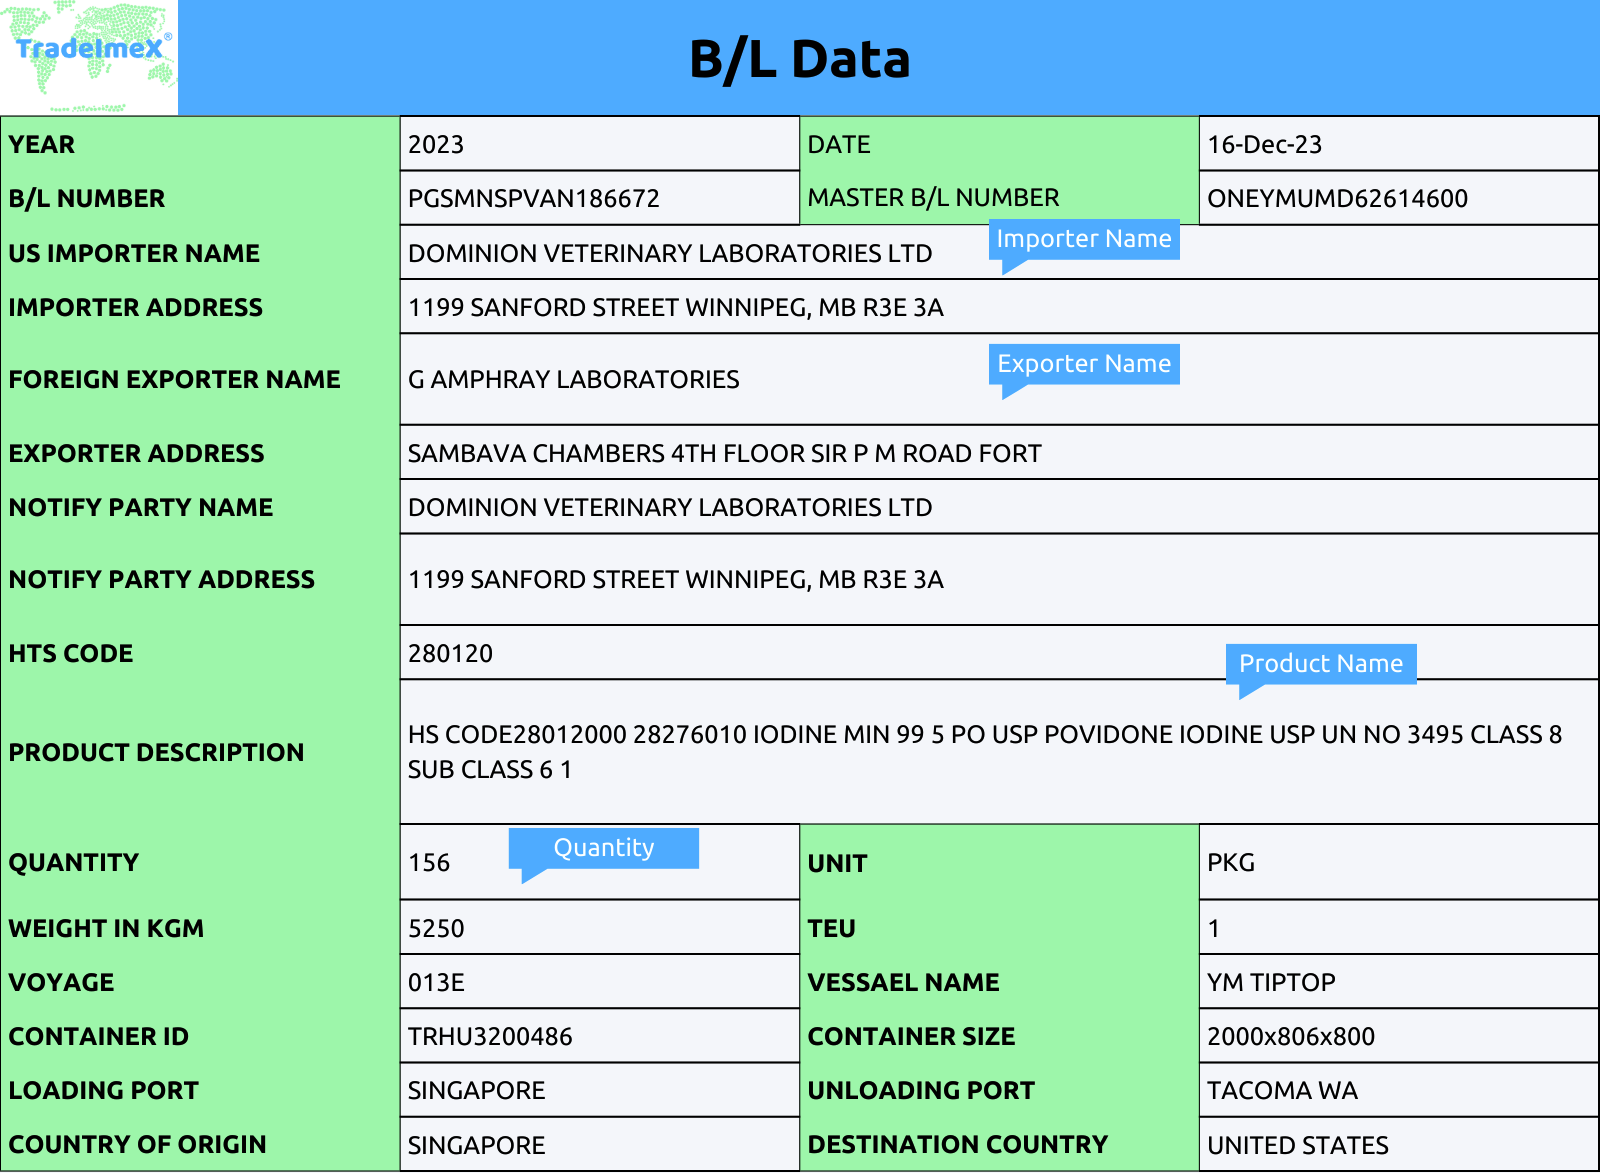 TradeImeX®
B/L Data
YEAR 2023 DATE 16-Dec-23
B/L NUMBER PGSMNSPVAN186672 MASTER B/L NUMBER ONEYMUMD62614600
Importer Name
US IMPORTER NAME DOMINION VETERINARY LABORATORIES LTD
IMPORTER ADDRESS 1199 SANFORD STREET WINNIPEG, MB R3E 3A
Exporter Name
FOREIGN EXPORTER NAME G AMPHRAY LABORATORIES
EXPORTER ADDRESS SAMBAVA CHAMBERS 4TH FLOOR SIR P M ROAD FORT
NOTIFY PARTY NAME DOMINION VETERINARY LABORATORIES LTD
NOTIFY PARTY ADDRESS 1199 SANFORD STREET WINNIPEG, MB R3E 3A
HTS CODE 280120
Product Name
PRODUCT DESCRIPTION HS CODE28012000 28276010 IODINE MIN 99 5 PO USP POVIDONE IODINE USP UN NO 3495 CLASS 8
SUB CLASS 6 1
Quantity
QUANTITY 156 UNIT PKG
WEIGHT IN KGM 5250 TEU 1
VOYAGE 013E VESSAEL NAME YM TIPTOP
CONTAINER ID TRHU3200486 CONTAINER SIZE 2000x806x800
LOADING PORT SINGAPORE UNLOADING PORT TACOMA WA
COUNTRY OF ORIGIN SINGAPORE DESTINATION COUNTRY UNITED STATES